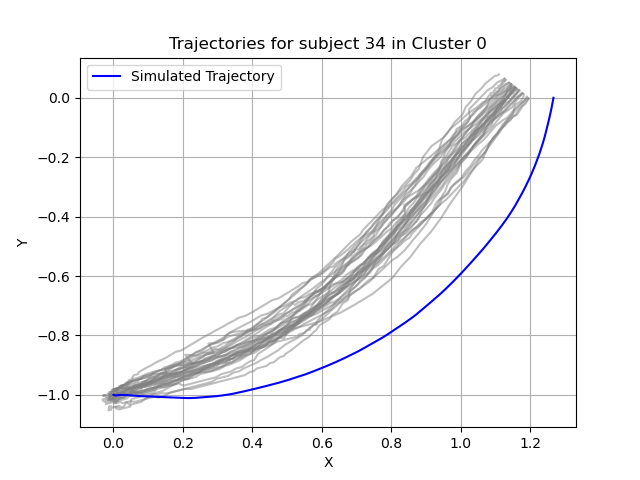 Trajectories for subject 34 in Cluster 0
Simulated Trajectory
0.0
−0.2
−0.4
−0.6
−0.8
−1.0
Y
0.0 0.2 0.4 0.6 0.8 1.0 1.2
X